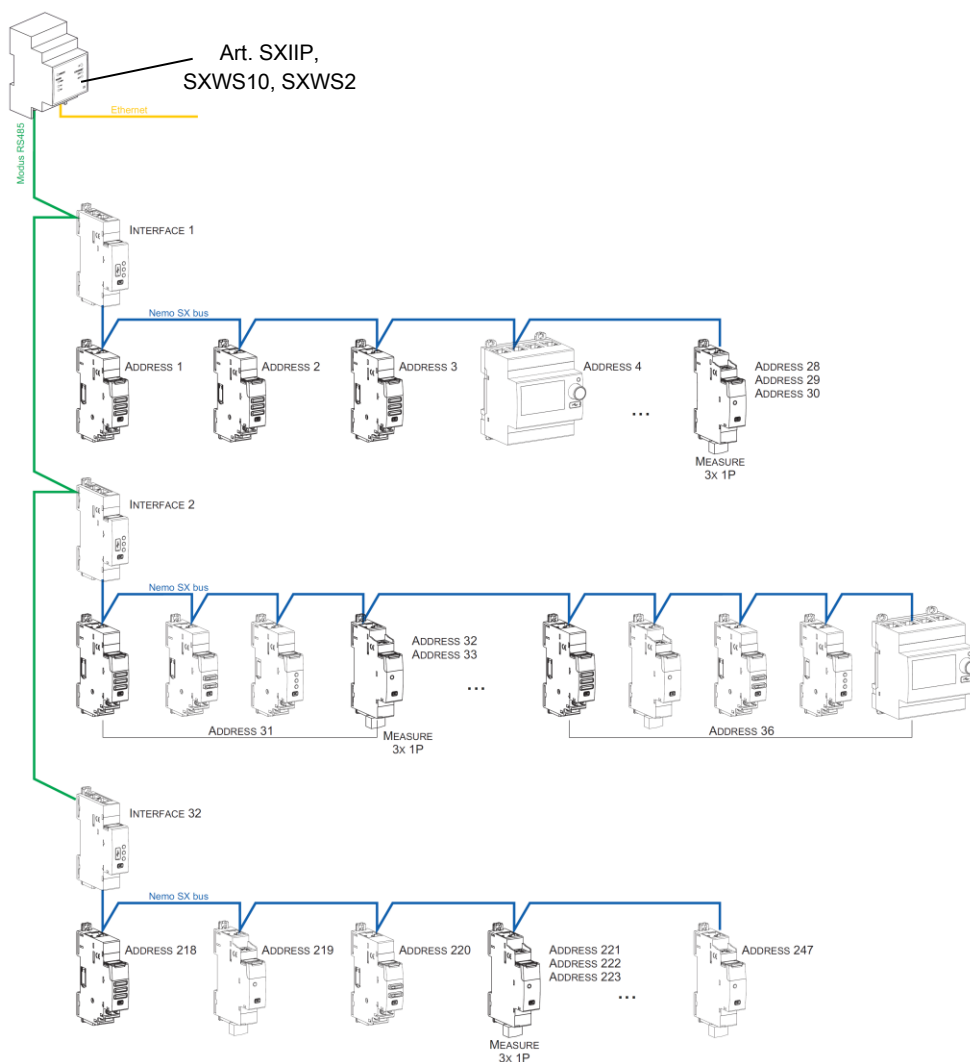 Art. SXIIP,
SXWS10, SXWS2
Ethernet
Modus RS485
INTERFACE 1
Nemo SX bus
ADDRESS 1
ADDRESS 2
ADDRESS 3
ADDRESS 4
ADDRESS 28
ADDRESS 29
ADDRESS 30
...
MEASURE
3X 1P
INTERFACE 2
Nemo SX bus
ADDRESS 32
ADDRESS 33
...
ADDRESS 31
MEASURE
3X 1P
ADDRESS 36
INTERFACE 32
Nemo SX bus
ADDRESS 218
ADDRESS 219
ADDRESS 220
ADDRESS 221
ADDRESS 222
ADDRESS 223
ADDRESS 247
...
MEASURE
3X 1P